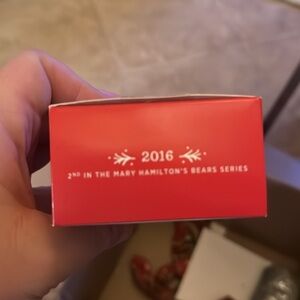 2016
2ND IN THE MARY HAMILTON'S BEARS SERIES